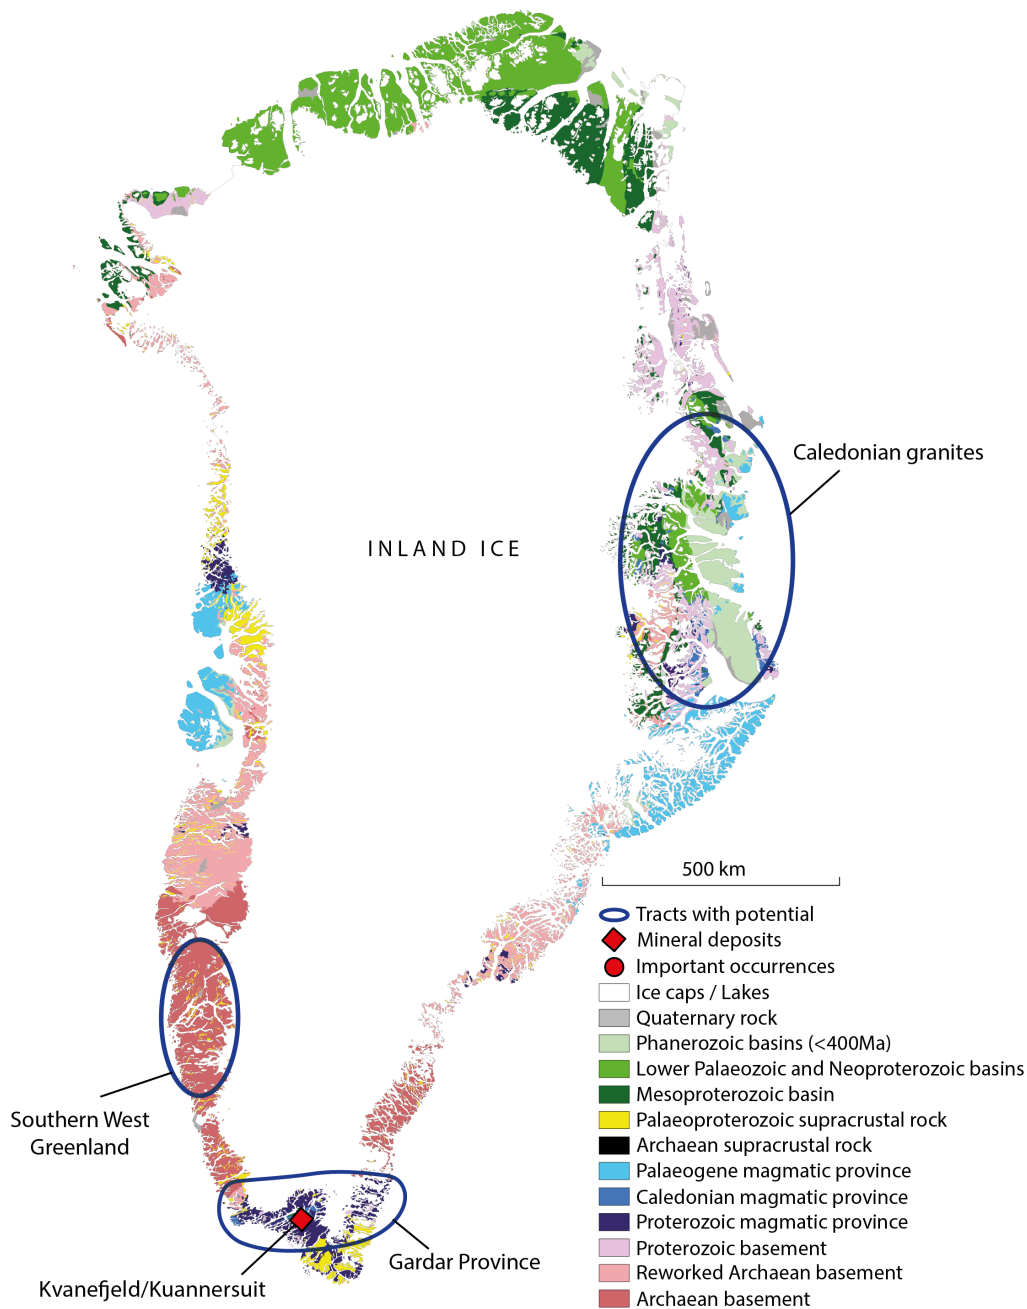 Caledonian granites
INLAND ICE
500 km
Tracts with potential
Mineral deposits
Important occurrences
Ice caps / Lakes
Quaternary rock
Phanerozoic basins (<400Ma)
Lower Palaeozoic and Neoproterozoic basins
Mesoproterozoic basin
Palaeoproterozoic supracrustal rock
Archaean supracrustal rock
Palaeogene magmatic province
Caledonian magmatic province
Proterozoic magmatic province
Proterozoic basement
Reworked Archaean basement
Archaean basement
Southern West
Greenland
Gardar Province
Kvanefjeld/Kuannersuit